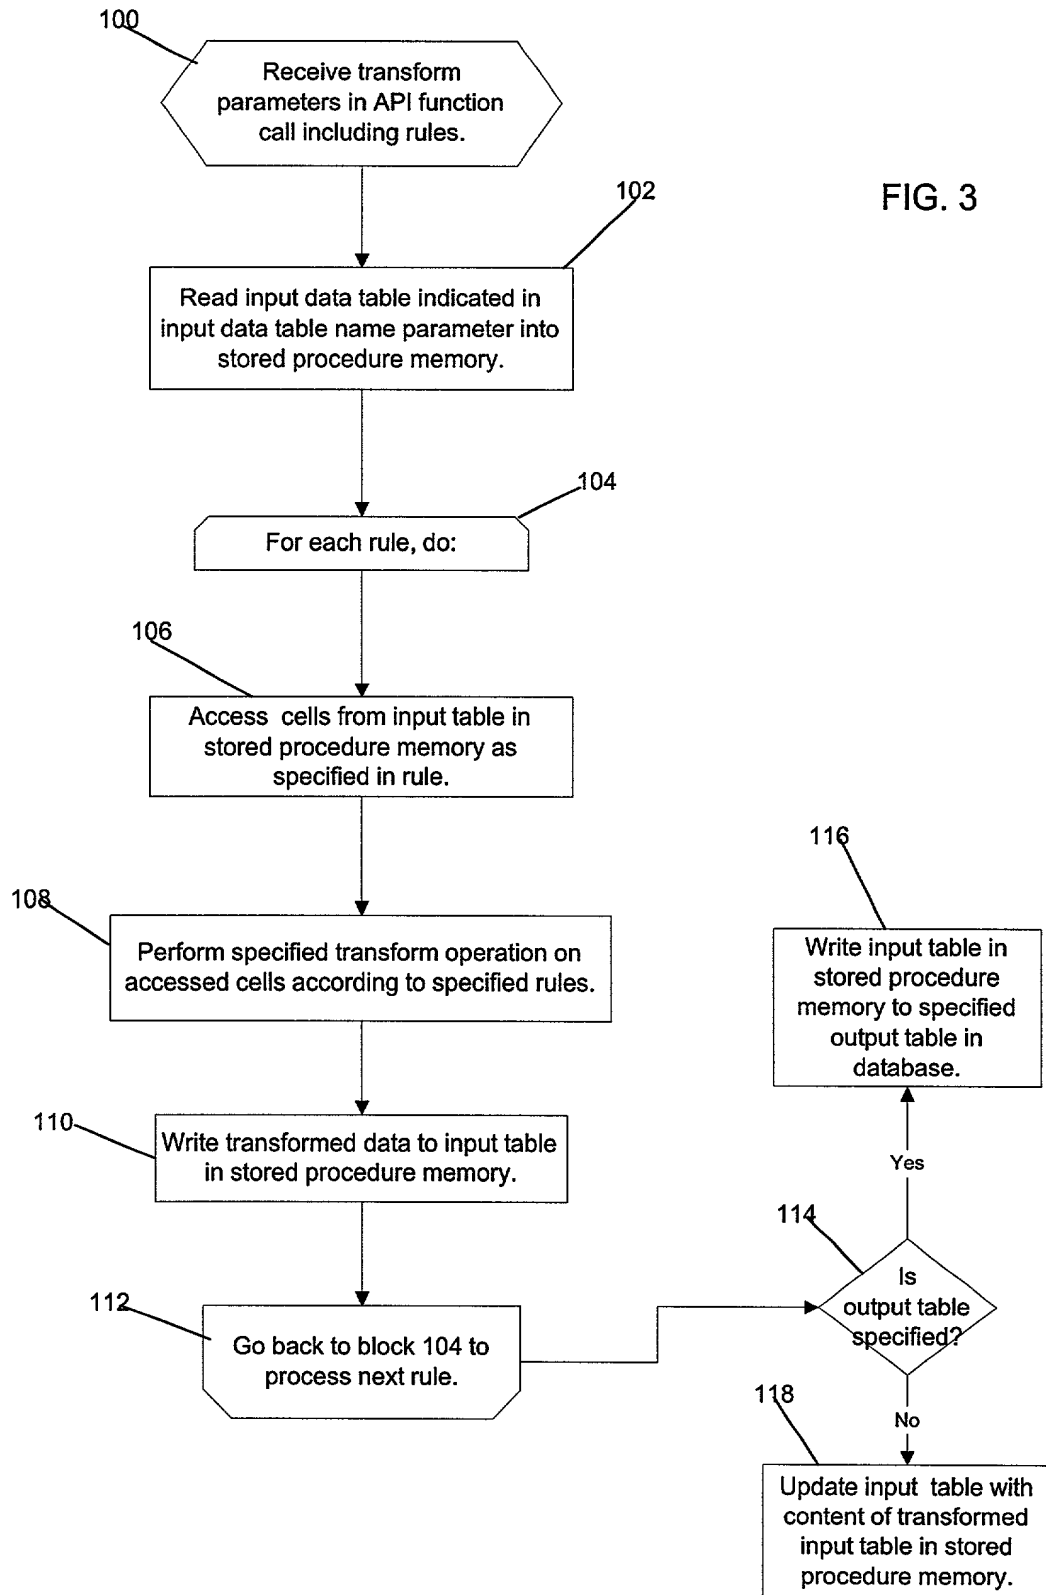 100
Receive transform
parameters in API function
call including rules.
FIG. 3
102
Read input data table indicated in
input data table name parameter into
stored procedure memory.
104
For each rule, do:
106
Access cells from input table in
stored procedure memory as
specified in rule.
108
Perform specified transform operation on
accessed cells according to specified rules.
110
Write transformed data to input table
in stored procedure memory.
112
Go back to block 104 to
process next rule.
114
Is
output table
specified?
Yes
116
Write input table in
stored procedure
memory to specified
output table in
database.
No
118
Update input table with
content of transformed
input table in stored
procedure memory.